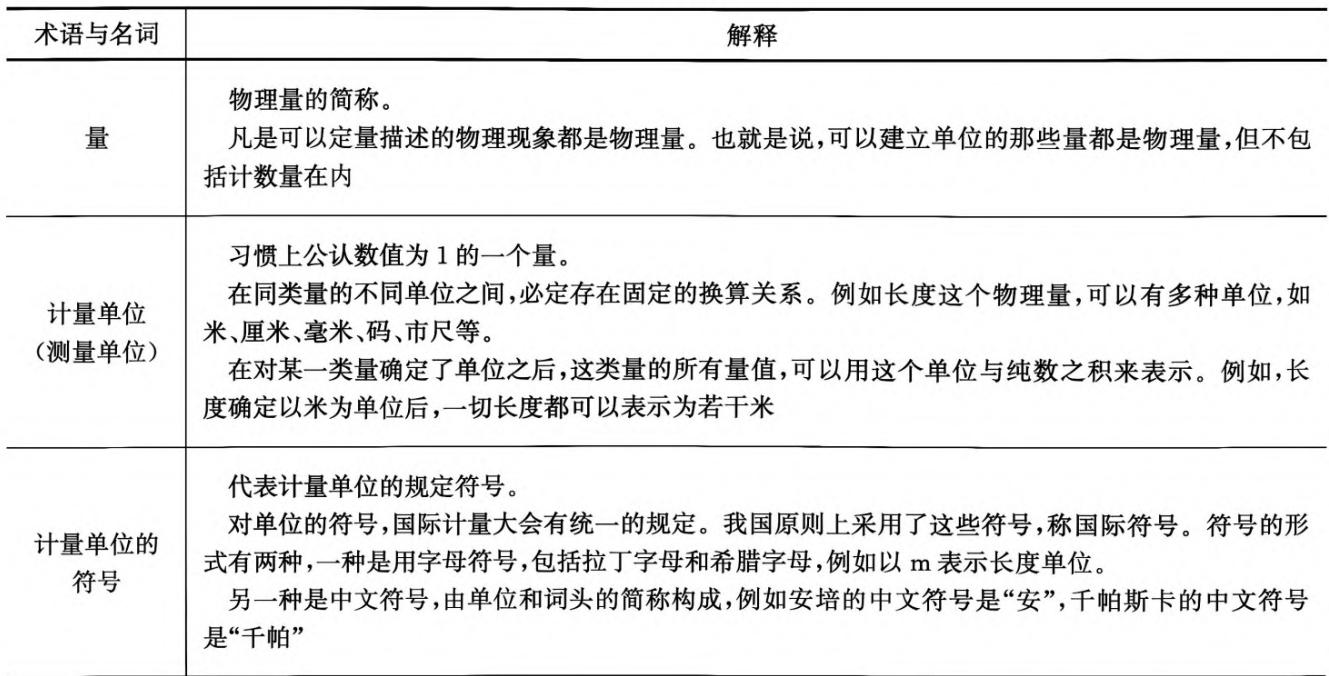 术语与名词
解释
量
物理量的简称。
凡是可以定量描述的物理现象都是物理量。也就是说,可以建立单位的那些量都是物理量,但不包
括计数量在内
计量单位
(测量单位)
习惯上公认数值为1的一个量。
在同类量的不同单位之间,必定存在固定的换算关系。例如长度这个物理量,可以有多种单位,如
米、厘米、毫米、码、市尺等。
在对某一类量确定了单位之后,这类量的所有量值,可以用这个单位与纯数之积来表示。例如,长
度确定以米为单位后,一切长度都可以表示为若干米
计量单位的
符号
代表计量单位的规定符号。
对单位的符号,国际计量大会有统一的规定。我国原则上采用了这些符号,称国际符号。符号的形
式有两种,一种是用字母符号,包括拉丁字母和希腊字母,例如以 m 表示长度单位。
另一种是中文符号,由单位和词头的简称构成,例如安培的中文符号是“安”,千帕斯卡的中文符号
是“千帕”